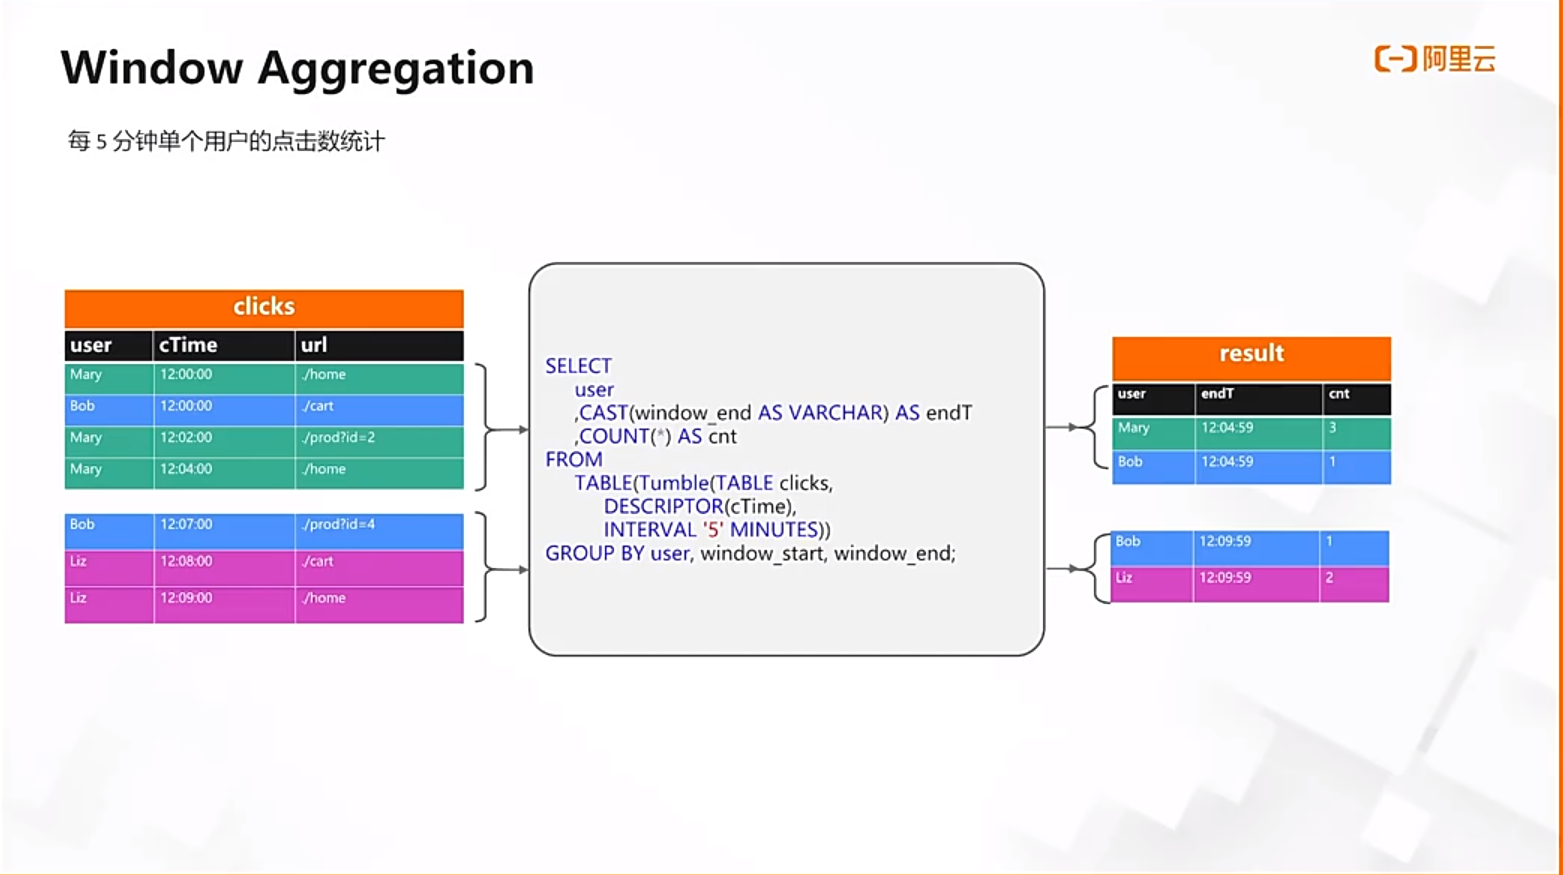 Window Aggregation
阿里云
每 5 分钟单个用户的点击数统计
clicks
user cTime url
Mary 12:00:00 ./home
Bob 12:00:00 ./cart
Mary 12:02:00 ./prod?id=2
Mary 12:04:00 ./home
Bob 12:07:00 ./prod?id=4
Liz 12:08:00 ./cart
Liz 12:09:00 ./home
SELECT
user
,CAST(window_end AS VARCHAR) AS endT
,COUNT(*) AS cnt
FROM
TABLE(Tumble(TABLE clicks,
DESCRIPTOR(cTime),
INTERVAL '5' MINUTES))
GROUP BY user, window_start, window_end;
result
user endT cnt
Mary 12:04:59 3
Bob 12:04:59 1
Bob 12:09:59 1
Liz 12:09:59 2